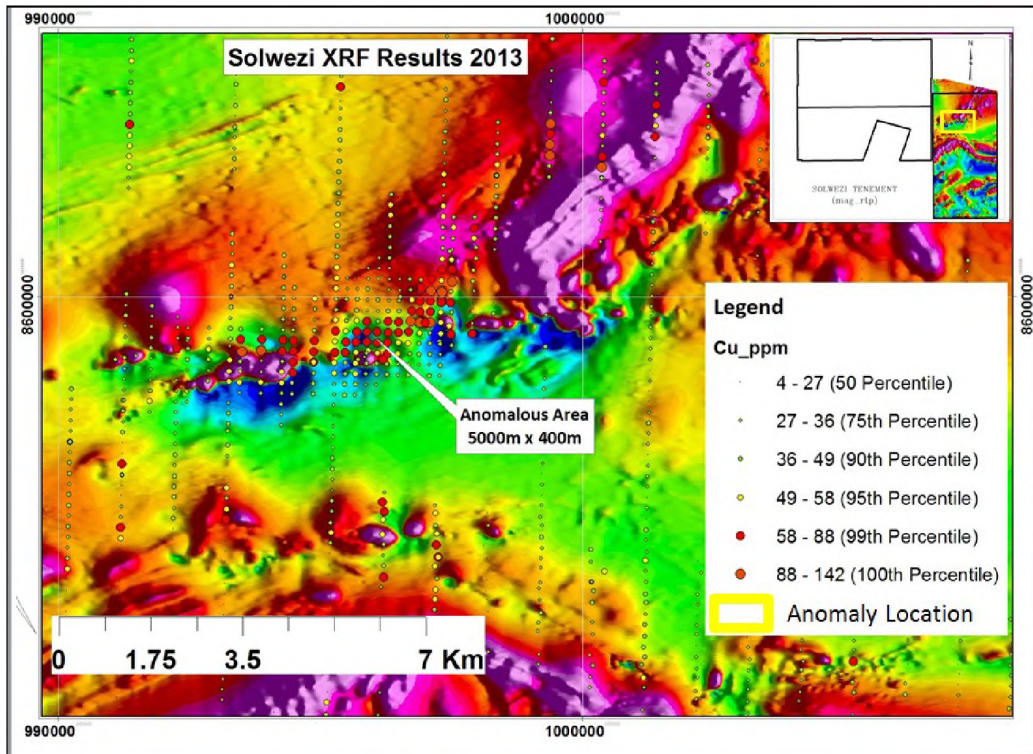 990000
1000000
Solwezi XRF Results 2013
N
SOLWEZI TENEMENT
(mag_rtp)
8600000
8600000
Legend
Cu_ppm
4 - 27 (50 Percentile)
27 - 36 (75th Percentile)
36 - 49 (90th Percentile)
49 - 58 (95th Percentile)
58 - 88 (99th Percentile)
88 - 142 (100th Percentile)
Anomaly Location
Anomalous Area
5000m x 400m
0 1.75 3.5 7 Km
990000
1000000